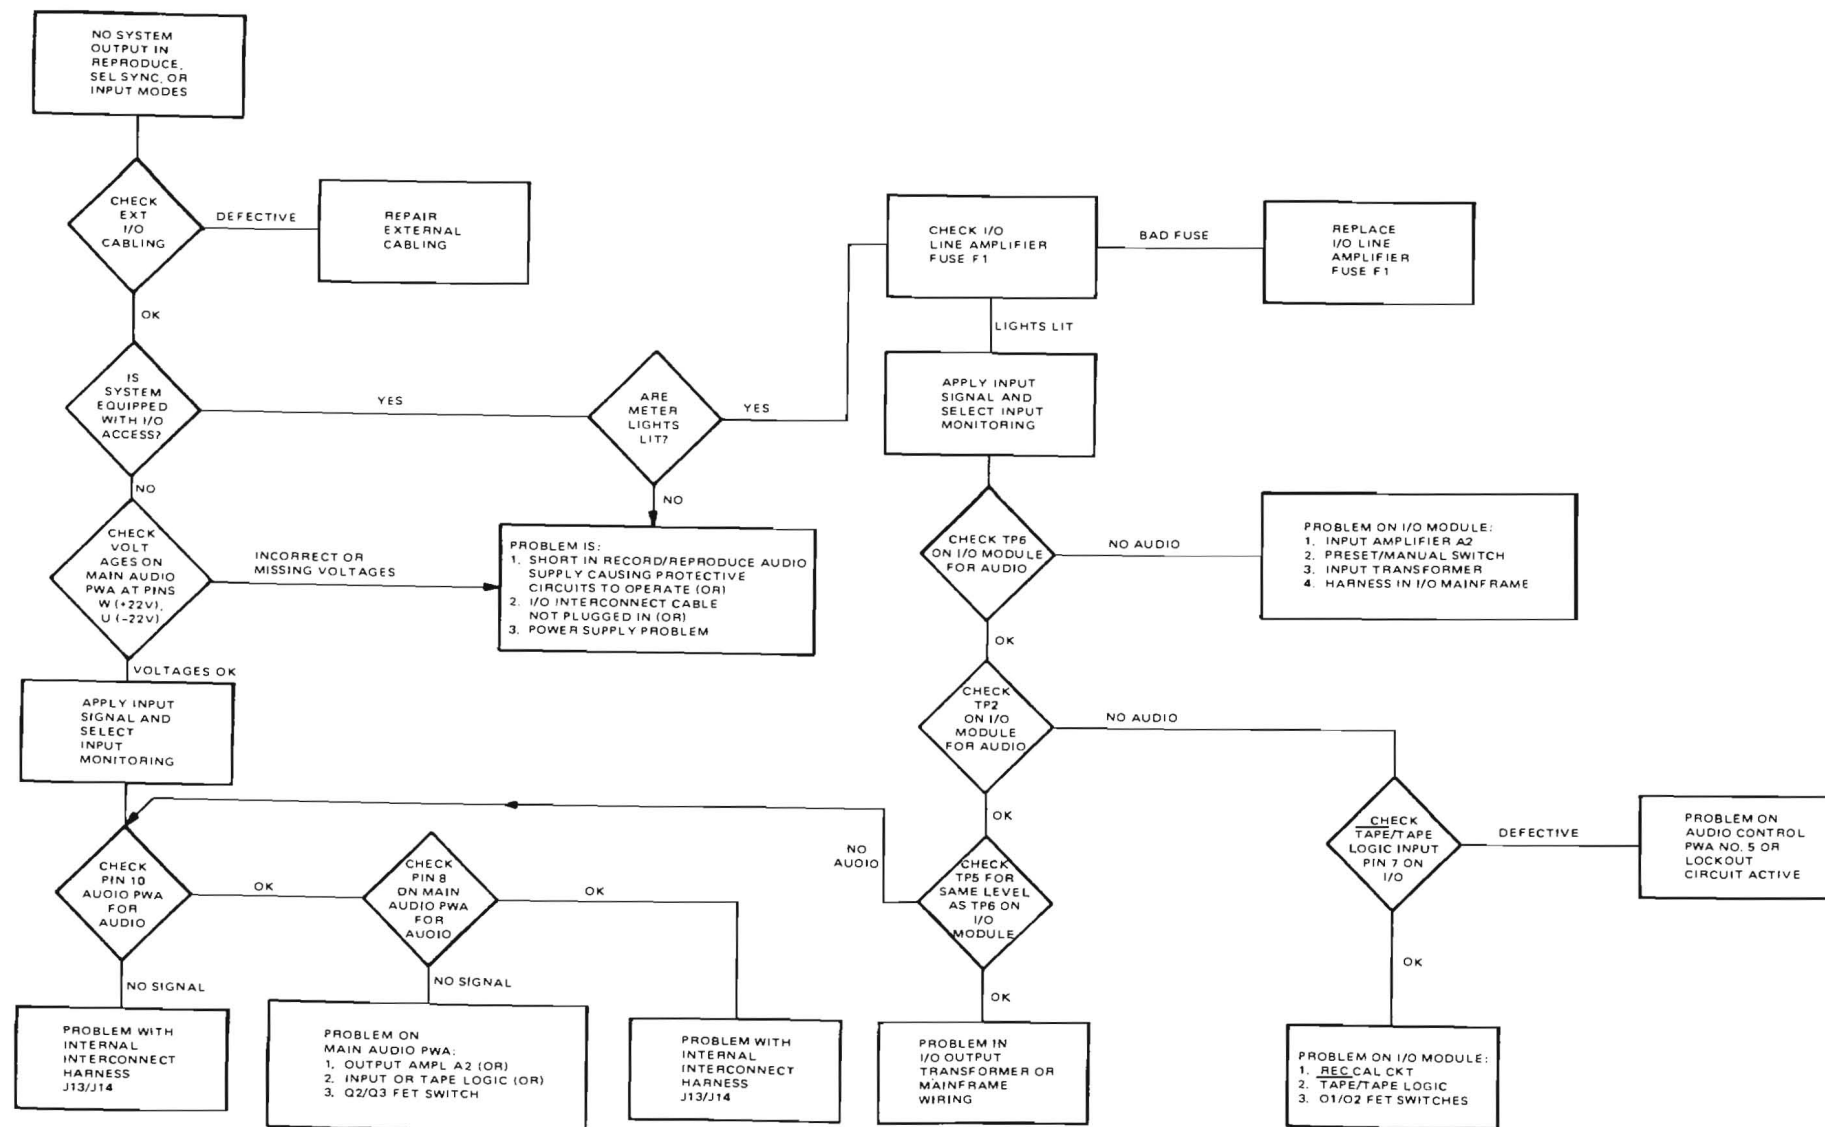 NO SYSTEM
OUTPUT IN
REPRODUCE,
SEL SYNC, OR
INPUT MODES
CHECK
EXT
I/O
CABLING
DEFECTIVE
REPAIR
EXTERNAL
CABLING
OK
IS
SYSTEM
EQUIPPED
WITH I/O
ACCESS?
YES
ARE
METER
LIGHTS
LIT?
YES
CHECK I/O
LINE AMPLIFIER
FUSE F1
BAD FUSE
REPLACE
I/O LINE
AMPLIFIER
FUSE F1
LIGHTS LIT
APPLY INPUT
SIGNAL AND
SELECT INPUT
MONITORING
NO
NO
CHECK
VOLT
AGES ON
MAIN AUDIO
PWA AT PINS
W (+22V),
U (-22V)
INCORRECT OR
MISSING VOLTAGES
PROBLEM IS:
1. SHORT IN RECORD/REPRODUCE AUDIO
SUPPLY CAUSING PROTECTIVE
CIRCUITS TO OPERATE (OR)
2. I/O INTERCONNECT CABLE
NOT PLUGGED IN (OR)
3. POWER SUPPLY PROBLEM
CHECK TP6
ON I/O MODULE
FOR AUDIO
NO AUDIO
PROBLEM ON I/O MODULE:
1. INPUT AMPLIFIER A2
2. PRESET/MANUAL SWITCH
3. INPUT TRANSFORMER
4. HARNESS IN I/O MAINFRAME
OK
VOLTAGES OK
APPLY INPUT
SIGNAL AND
SELECT
INPUT
MONITORING
CHECK
TP2
ON I/O
MODULE
FOR AUDIO
NO AUDIO
OK
CHECK
TAPE/TAPE
LOGIC INPUT
PIN 7 ON
I/O
DEFECTIVE
PROBLEM ON
AUDIO CONTROL
PWA NO. 5 OR
LOCKOUT
CIRCUIT ACTIVE
CHECK
PIN 10
AUDIO PWA
FOR
AUDIO
OK
CHECK
PIN 8
ON MAIN
AUDIO PWA
FOR
AUOIO
OK
NO
AUDIO
CHECK
TP5 FOR
SAME LEVEL
AS TP6 ON
I/O
MODULE
OK
NO SIGNAL
NO SIGNAL
OK
PROBLEM WITH
INTERNAL
INTERCONNECT
HARNESS
J13/J14
PROBLEM ON
MAIN AUDIO PWA:
1. OUTPUT AMPL A2 (OR)
2. INPUT OR TAPE LOGIC (OR)
3. Q2/Q3 FET SWITCH
PROBLEM WITH
INTERNAL
INTERCONNECT
HARNESS
J13/J14
PROBLEM IN
I/O OUTPUT
TRANSFORMER OR
MAINFRAME
WIRING
PROBLEM ON I/O MODULE:
1. REC CAL CKT
2. TAPE/TAPE LOGIC
3. O1/O2 FET SWITCHES